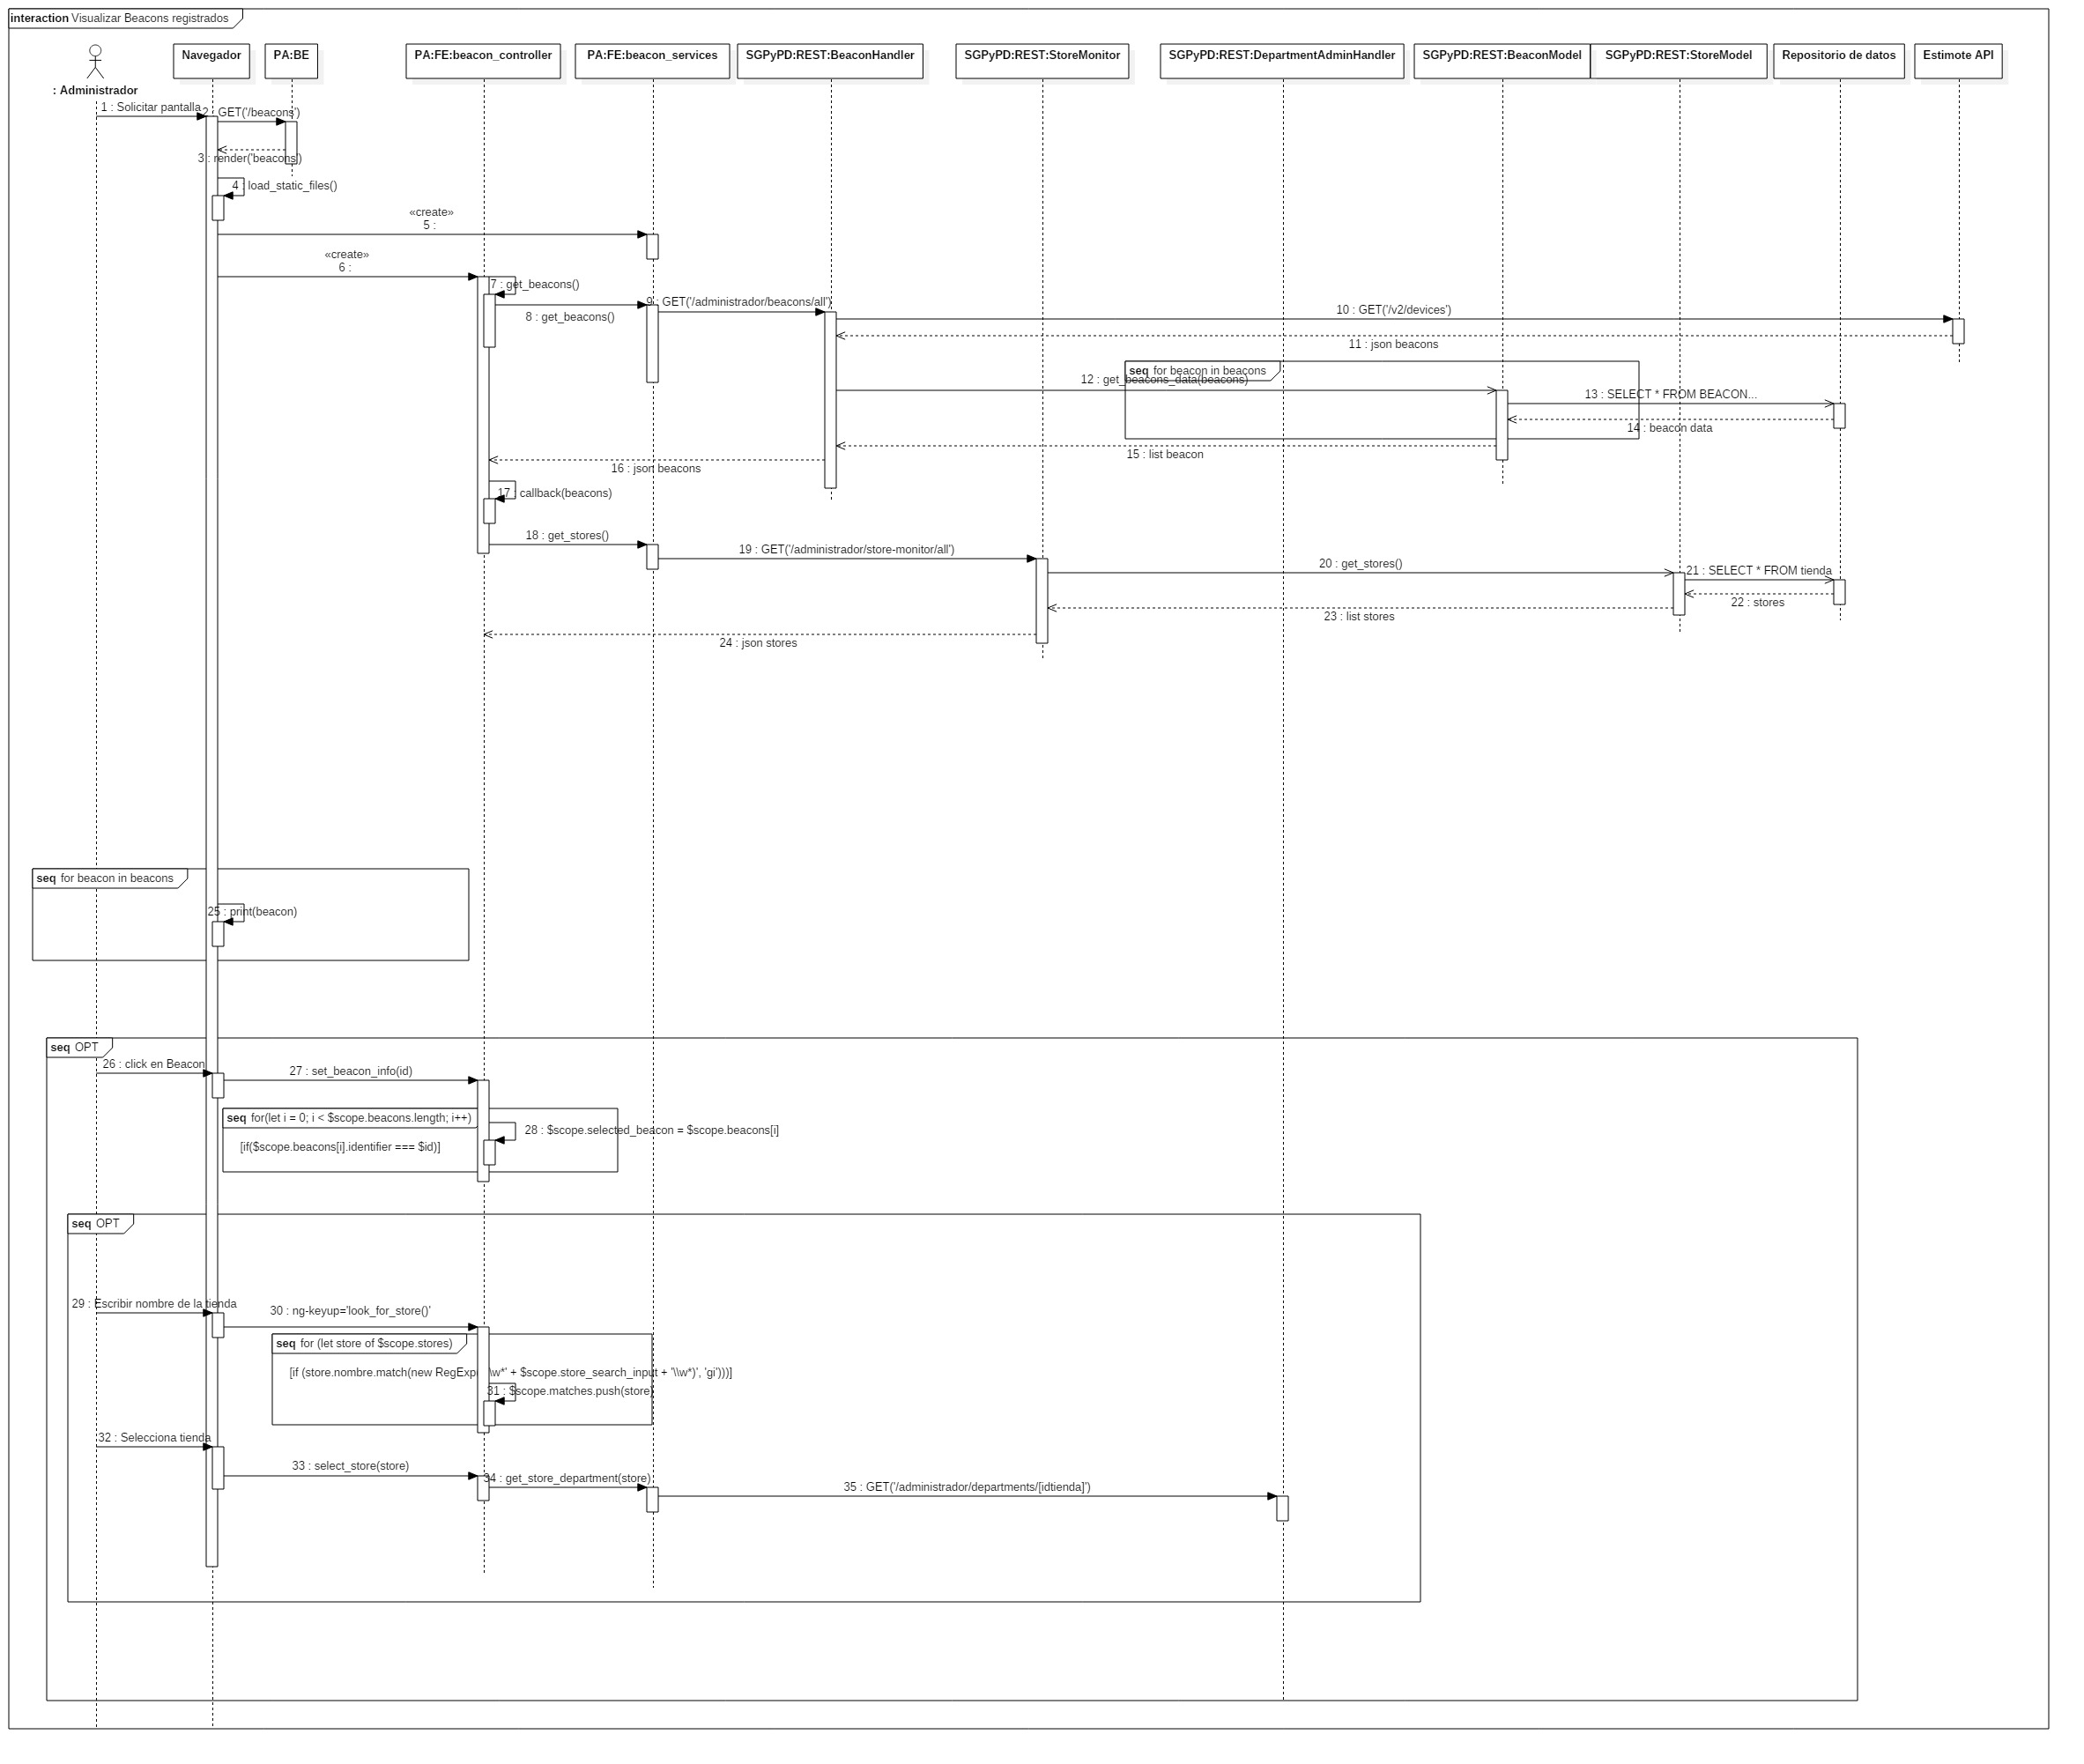 interaction Visualizar Beacons registrados
: Administrador
Navegador
PA:BE
PA:FE:beacon_controller
PA:FE:beacon_services
SGPyPD:REST:BeaconHandler
SGPyPD:REST:StoreMonitor
SGPyPD:REST:DepartmentAdminHandler
SGPyPD:REST:BeaconModel
SGPyPD:REST:StoreModel
Repositorio de datos
Estimote API
1 : Solicitar pantalla
2 : GET('/beacons')
3 : render('beacons')
4 : load_static_files()
«create»
5 :
«create»
6 :
7 : get_beacons()
8 : get_beacons()
9 : GET('/administrador/beacons/all')
10 : GET('/v2/devices')
11 : json beacons
seq for beacon in beacons
12 : get_beacons_data(beacons)
13 : SELECT * FROM BEACON...
14 : beacon data
15 : list beacon
16 : json beacons
17 : callback(beacons)
18 : get_stores()
19 : GET('/administrador/store-monitor/all')
20 : get_stores()
21 : SELECT * FROM tienda
22 : stores
23 : list stores
24 : json stores
seq for beacon in beacons
25 : print(beacon)
seq OPT
26 : click en Beacon
27 : set_beacon_info(id)
seq for(let i = 0; i < $scope.beacons.length; i++)
28 : $scope.selected_beacon = $scope.beacons[i]
[if($scope.beacons[i].identifier === $id)]
seq OPT
29 : Escribir nombre de la tienda
30 : ng-keyup='look_for_store()'
seq for (let store of $scope.stores)
[if (store.nombre.match(new RegExp \w*' + $scope.store_search_input + '\\w*)', 'gi')))]
31 : $scope.matches.push(store)
32 : Selecciona tienda
33 : select_store(store)
34 : get_store_department(store)
35 : GET('/administrador/departments/[idtienda]')